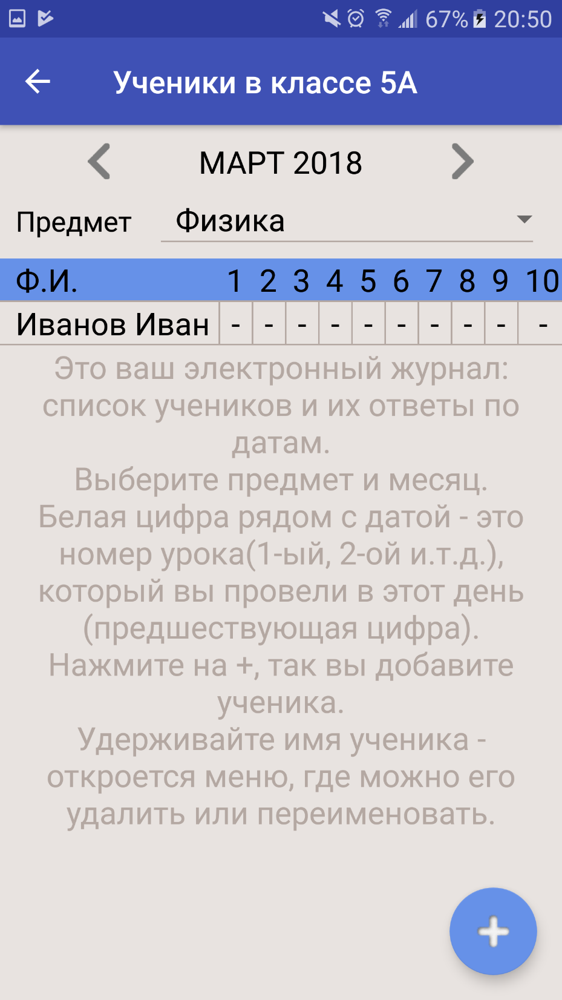 67% 20:50
Ученики в классе 5А
МАРТ 2018
Предмет Физика
Ф.И. 1 2 3 4 5 6 7 8 9 10
Иванов Иван - - - - - - - - - -
Это ваш электронный журнал:
список учеников и их ответы по
датам.
Выберите предмет и месяц.
Белая цифра рядом с датой - это
номер урока(1-ый, 2-ой и.т.д.),
который вы провели в этот день
(предшествующая цифра).
Нажмите на +, так вы добавите
ученика.
Удерживайте имя ученика -
откроется меню, где можно его
удалить или переименовать.